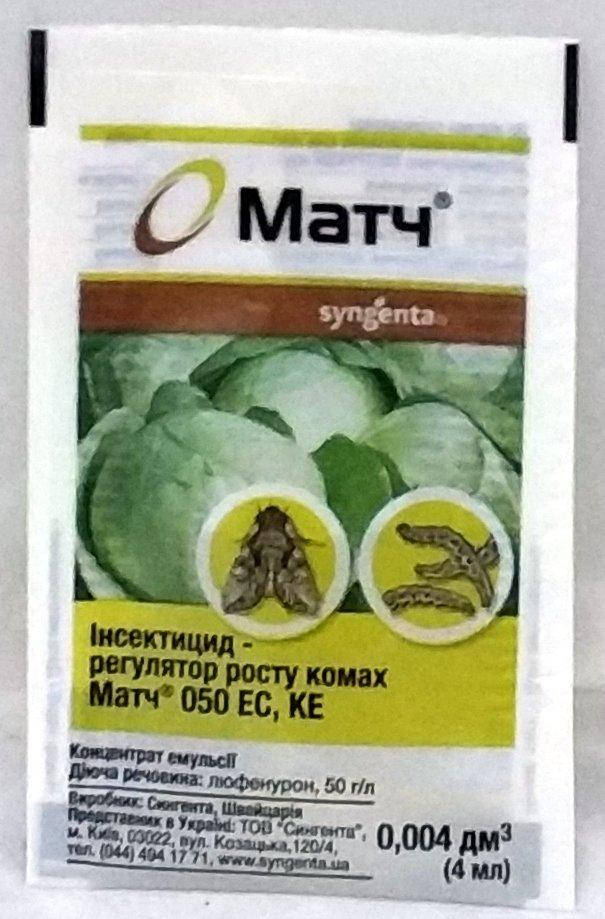 Матч®
syngenta
Інсектицид -
регулятор росту комах
Матч® 050 ЕС, КЕ
Концентрат емульсії
Діюча речовина: люфенурон, 50 г/л
Виробник: Сингента, Швейцарія
Представник в Україні: ТОВ "Сингента",
м. Київ, 03022, вул. Козацька,120/4,
тел. (044) 494 17 71, www.syngenta.ua
0,004 дм³
(4 мл)